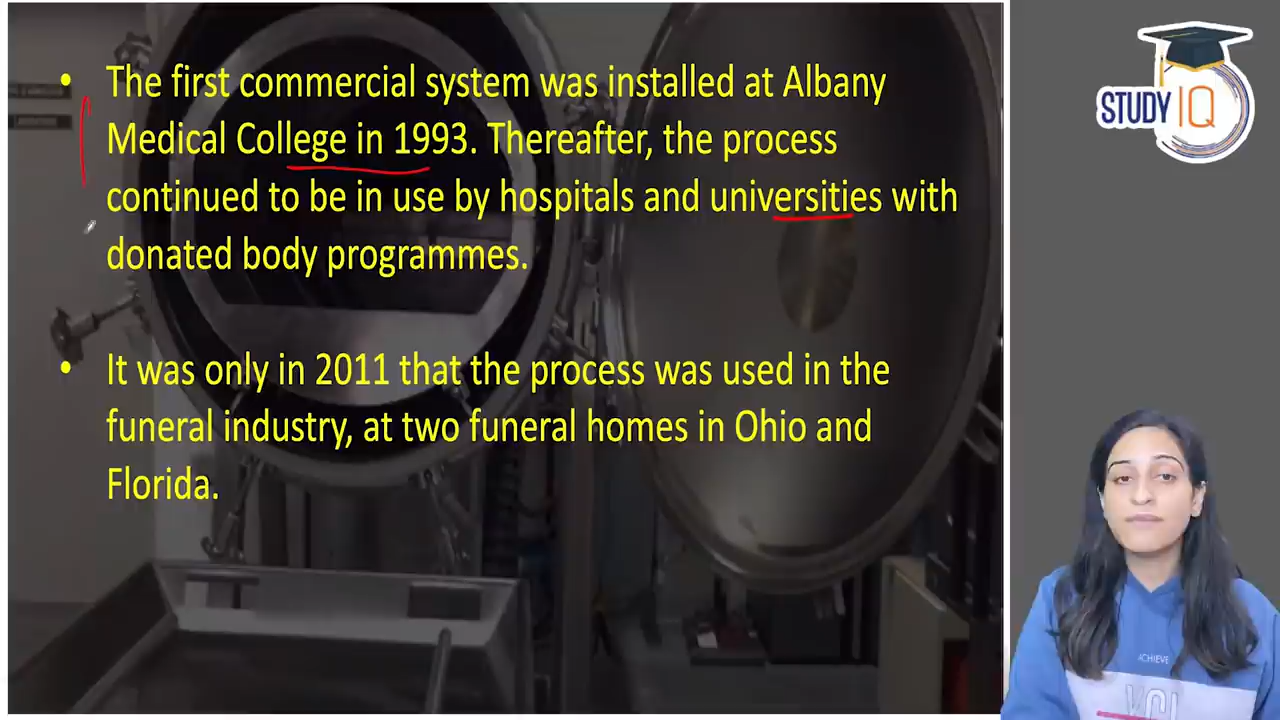 • The first commercial system was installed at Albany
Medical College in 1993. Thereafter, the process
continued to be in use by hospitals and universities with
donated body programmes.
• It was only in 2011 that the process was used in the
funeral industry, at two funeral homes in Ohio and
Florida.
STUDY IQ
ACHIEVE